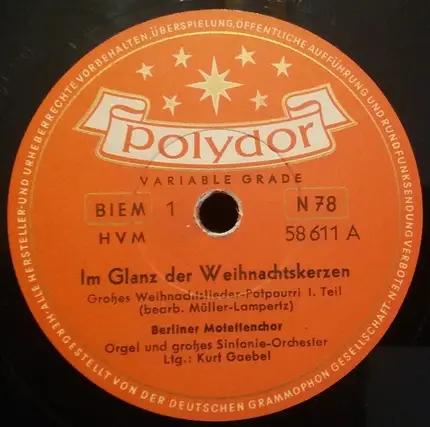 ALLE HERSTELLER- UND URHEBERRECHTE VORBEHALTEN, ÜBERSPIELUNG, ÖFFENTLICHE AUFFÜHRUNG UND RUNDFUNKSENDUNG VERBOTEN
polydor
VARIABLE GRADE
BIEM 1 N 78
HVM 58 611 A
Im Glanz der Weihnachtskerzen
Großes Weihnachtslieder-Potpourri I. Teil
(bearb. Müller-Lampertz)
Berliner Motettenchor
Orgel und großes Sinfonie-Orchester
Ltg.: Kurt Gaebel
HERGESTELLT VON DER DEUTSCHEN GRAMMOPHON GESELLSCHAFT